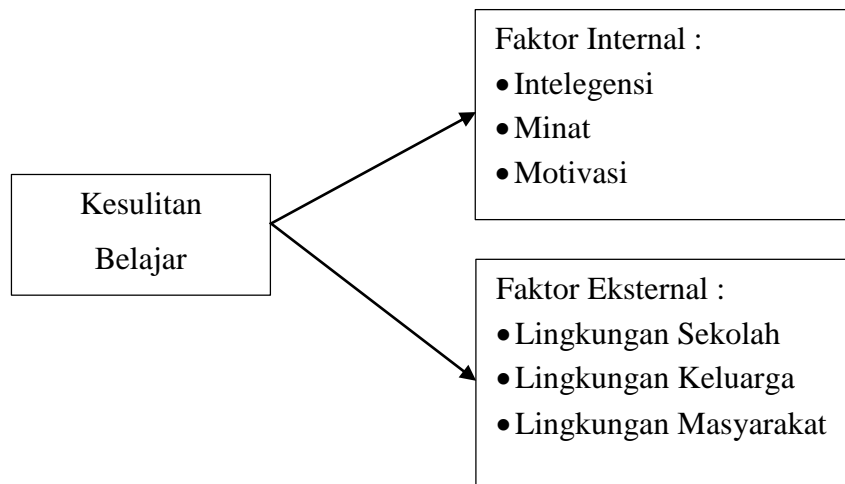 Kesulitan
Belajar
Faktor Internal :
•Intelegensi
•Minat
•Motivasi
Faktor Eksternal :
•Lingkungan Sekolah
•Lingkungan Keluarga
•Lingkungan Masyarakat